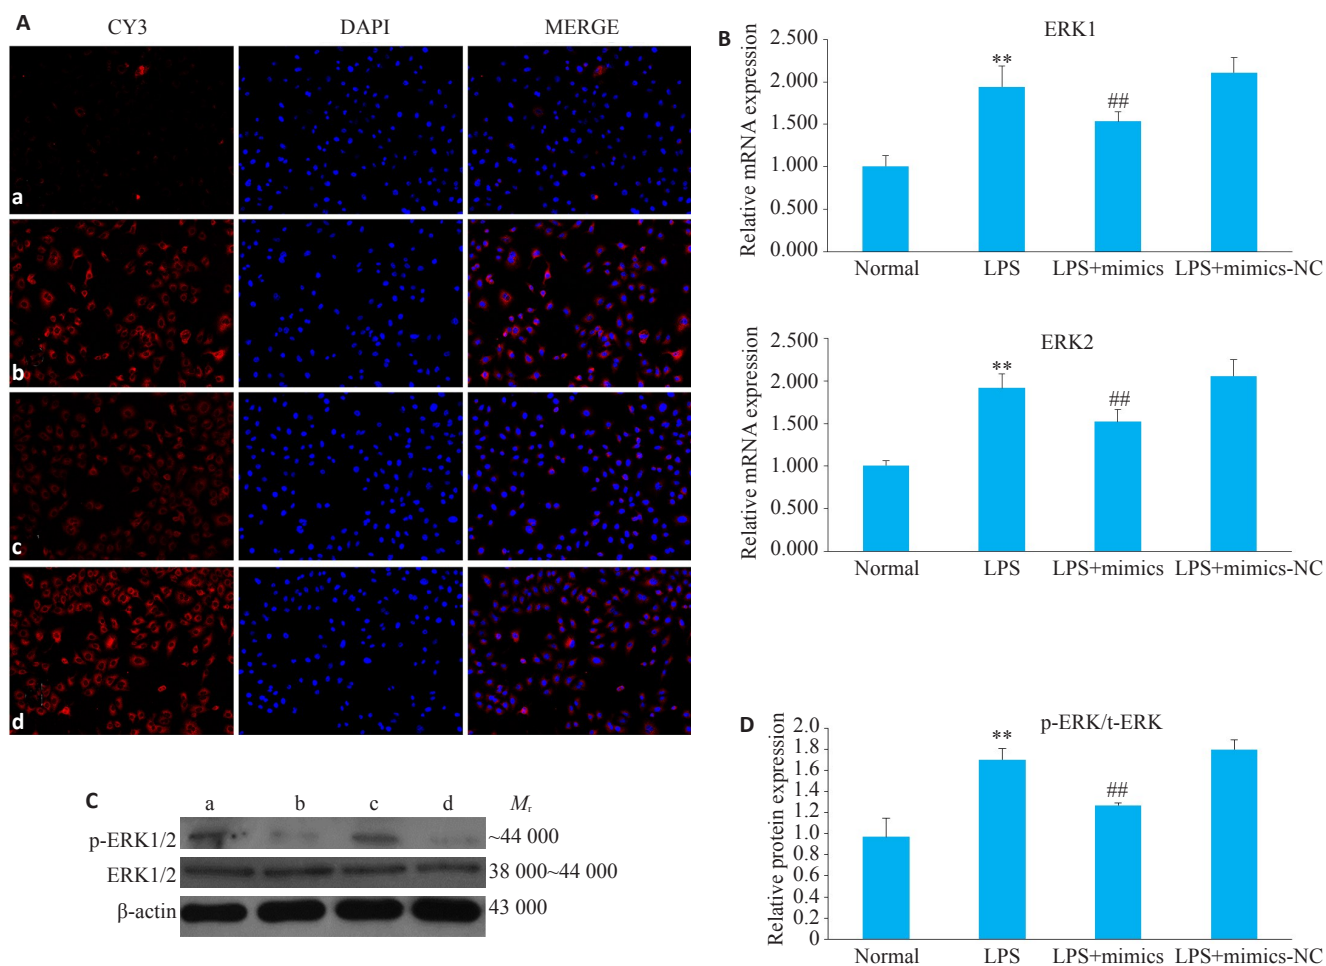 A
CY3 DAPI MERGE
a
b
c
d
B
ERK1
Relative mRNA expression
2.500
2.000
1.500
1.000
0.500
0.000
**
##
Normal LPS LPS+mimics LPS+mimics-NC
ERK2
Relative mRNA expression
2.500
2.000
1.500
1.000
0.500
0.000
**
##
Normal LPS LPS+mimics LPS+mimics-NC
C
a b c d Mr
p-ERK1/2 ~44 000
ERK1/2 38 000~44 000
β-actin 43 000
D
p-ERK/t-ERK
Relative protein expression
2.0
1.8
1.6
1.4
1.2
1.0
0.8
0.6
0.4
0.2
0
**
##
Normal LPS LPS+mimics LPS+mimics-NC